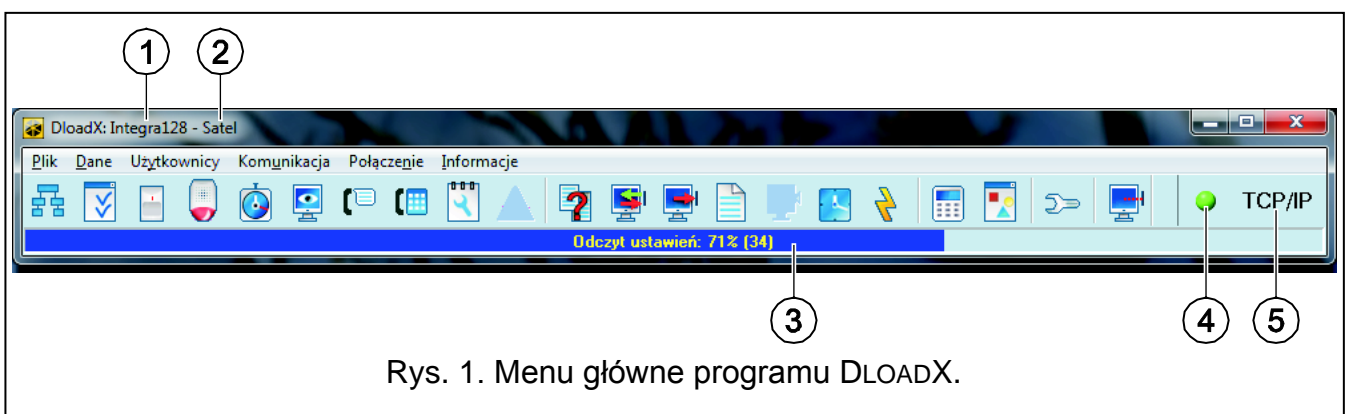 1 2
DloadX: Integra128 - Satel
Plik Dane Użytkownicy Komunikacja Połączenie Informacje
TCP/IP
Odczyt ustawień: 71% (34)
3 4 5
Rys. 1. Menu główne programu DLOADX.